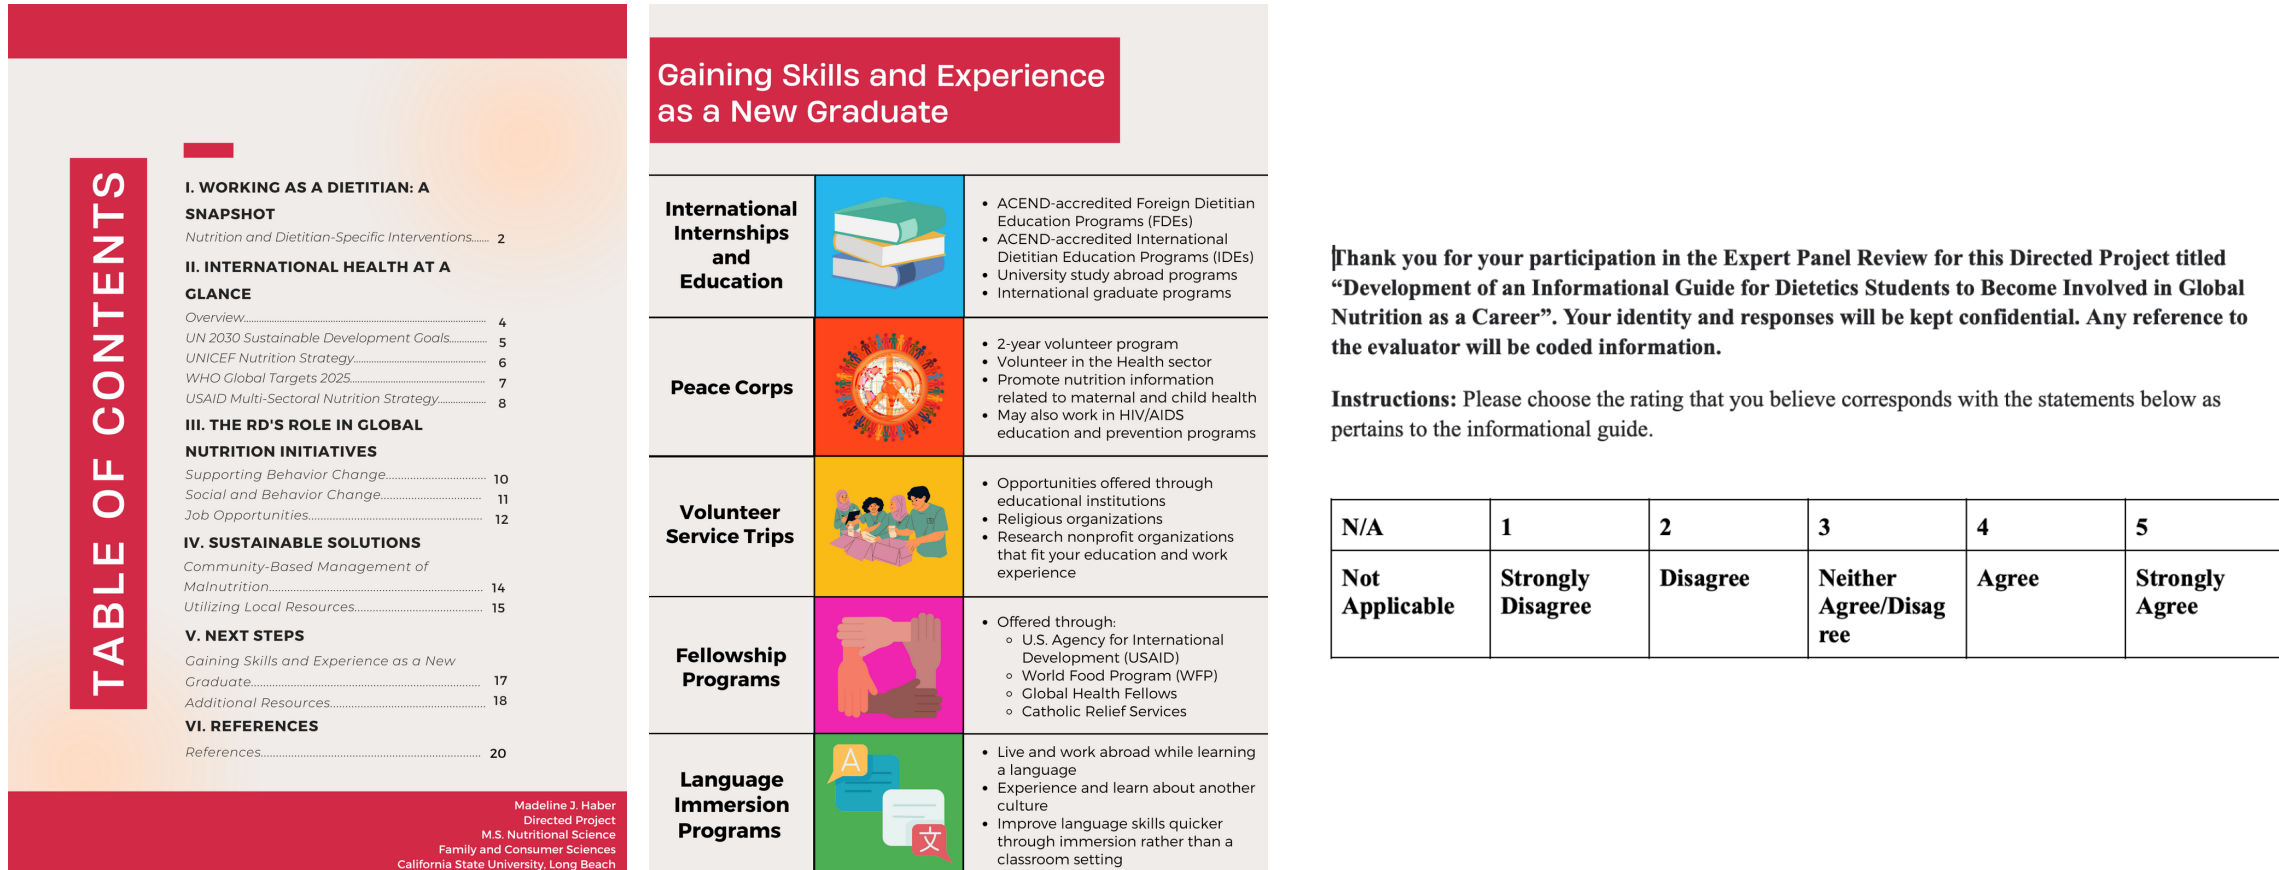 TABLE OF CONTENTS
I. WORKING AS A DIETITIAN: A
SNAPSHOT
Nutrition and Dietitian-Specific Interventions...... 2
II. INTERNATIONAL HEALTH AT A
GLANCE
Overview.......................................................................... 4
UN 2030 Sustainable Development Goals............. 5
UNICEF Nutrition Strategy............................................ 6
WHO Global Targets 2025............................................. 7
USAID Multi-Sectoral Nutrition Strategy................ 8
III. THE RD'S ROLE IN GLOBAL
NUTRITION INITIATIVES
Supporting Behavior Change................................ 10
Social and Behavior Change................................ 11
Job Opportunities..................................................... 12
IV. SUSTAINABLE SOLUTIONS
Community-Based Management of
Malnutrition.................................................................. 14
Utilizing Local Resources......................................... 15
V. NEXT STEPS
Gaining Skills and Experience as a New
Graduate........................................................................ 17
Additional Resources................................................. 18
VI. REFERENCES
References..................................................................... 20
Madeline J. Haber
Directed Project
M.S. Nutritional Science
Family and Consumer Sciences
California State University, Long Beach
Gaining Skills and Experience
as a New Graduate
International
Internships
and
Education
• ACEND-accredited Foreign Dietitian
Education Programs (FDEs)
• ACEND-accredited International
Dietitian Education Programs (IDEs)
• University study abroad programs
• International graduate programs
Peace Corps
• 2-year volunteer program
• Volunteer in the Health sector
• Promote nutrition information
related to maternal and child health
• May also work in HIV/AIDS
education and prevention programs
Volunteer
Service Trips
• Opportunities offered through
educational institutions
• Religious organizations
• Research nonprofit organizations
that fit your education and work
experience
Fellowship
Programs
• Offered through:
◦ U.S. Agency for International
Development (USAID)
◦ World Food Program (WFP)
◦ Global Health Fellows
◦ Catholic Relief Services
Language
Immersion
Programs
A
文
• Live and work abroad while learning
a language
• Experience and learn about another
culture
• Improve language skills quicker
through immersion rather than a
classroom setting
Thank you for your participation in the Expert Panel Review for this Directed Project titled
“Development of an Informational Guide for Dietetics Students to Become Involved in Global
Nutrition as a Career”. Your identity and responses will be kept confidential. Any reference to
the evaluator will be coded information.
Instructions: Please choose the rating that you believe corresponds with the statements below as
pertains to the informational guide.
N/A 1 2 3 4 5
Not Applicable
Strongly Disagree
Disagree
Neither Agree/Disag
ree
Agree
Strongly Agree